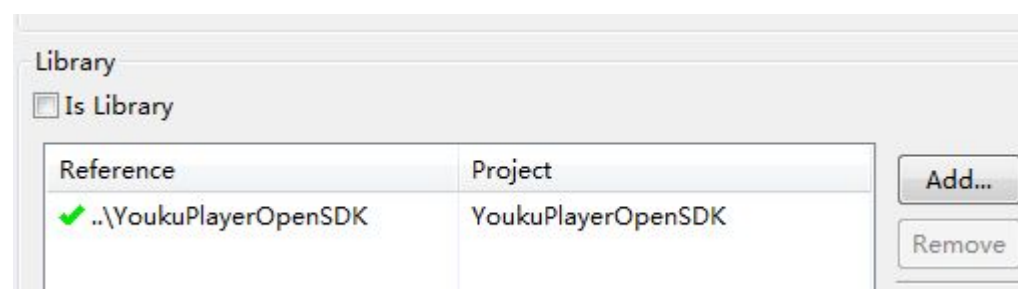 Library
Is Library
Reference Project
..\YoukuPlayerOpenSDK YoukuPlayerOpenSDK
Add...
Remove